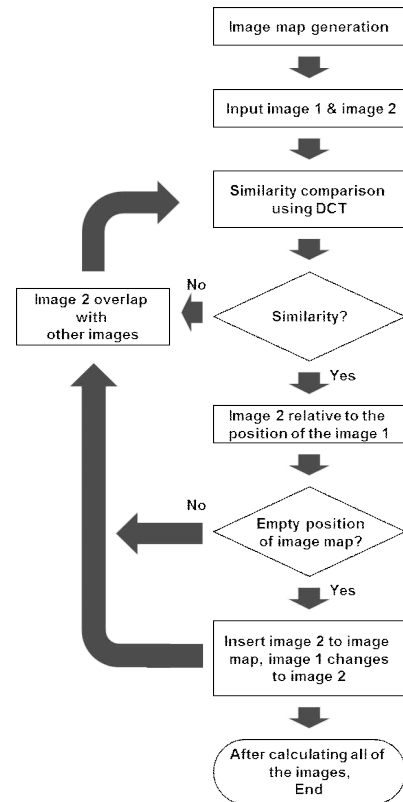 Image map generation
Input image 1 & image 2
Similarity comparison
using DCT
No
Image 2 overlap
with
other images
Similarity?
Yes
Image 2 relative to the
position of the image 1
No
Empty position
of image map?
Yes
Insert image 2 to image
map, image 1 changes
to image 2
After calculating all of
the images,
End